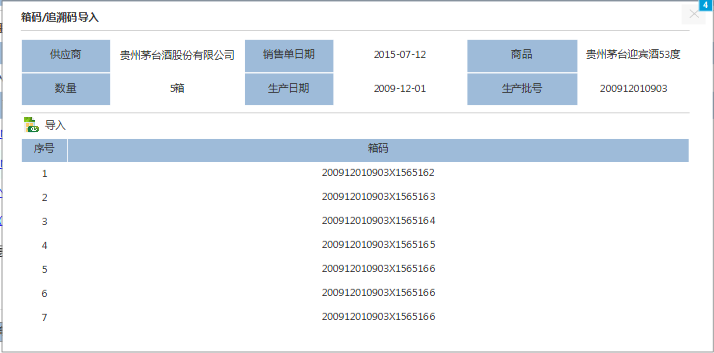 4
箱码/追溯码导入
供应商 贵州茅台酒股份有限公司 销售单日期 2015-07-12 商品 贵州茅台迎宾酒53度
数量 5箱 生产日期 2009-12-01 生产批号 200912010903
导入
序号 箱码
1 200912010903X1565162
2 200912010903X1565163
3 200912010903X1565164
4 200912010903X1565165
5 200912010903X1565166
6 200912010903X1565166
7 200912010903X1565166